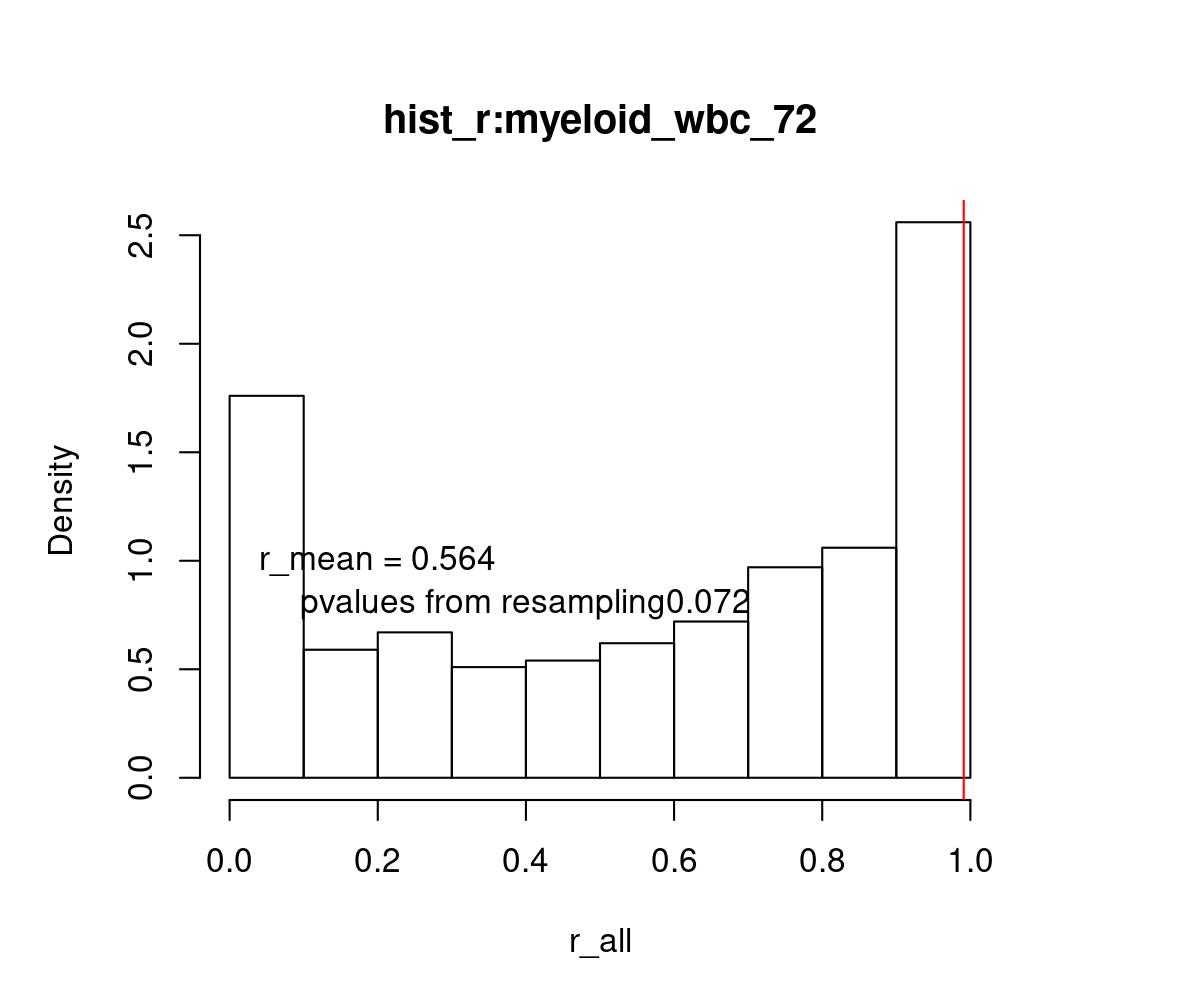 hist_r:myeloid_wbc_72
2.5
2.0
1.5
1.0
0.5
0.0
Density
r_mean = 0.564
pvalues from resampling0.072
0.0 0.2 0.4 0.6 0.8 1.0
r_all